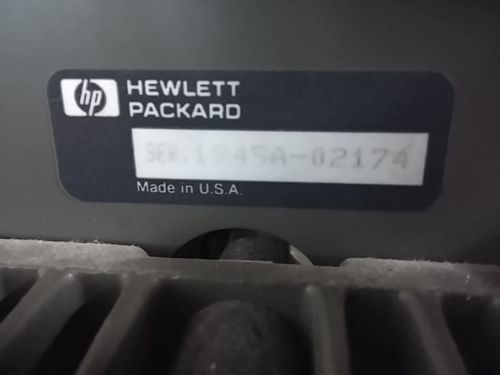 hp HEWLETT
PACKARD
SER.1945A-02174
Made in U.S.A.